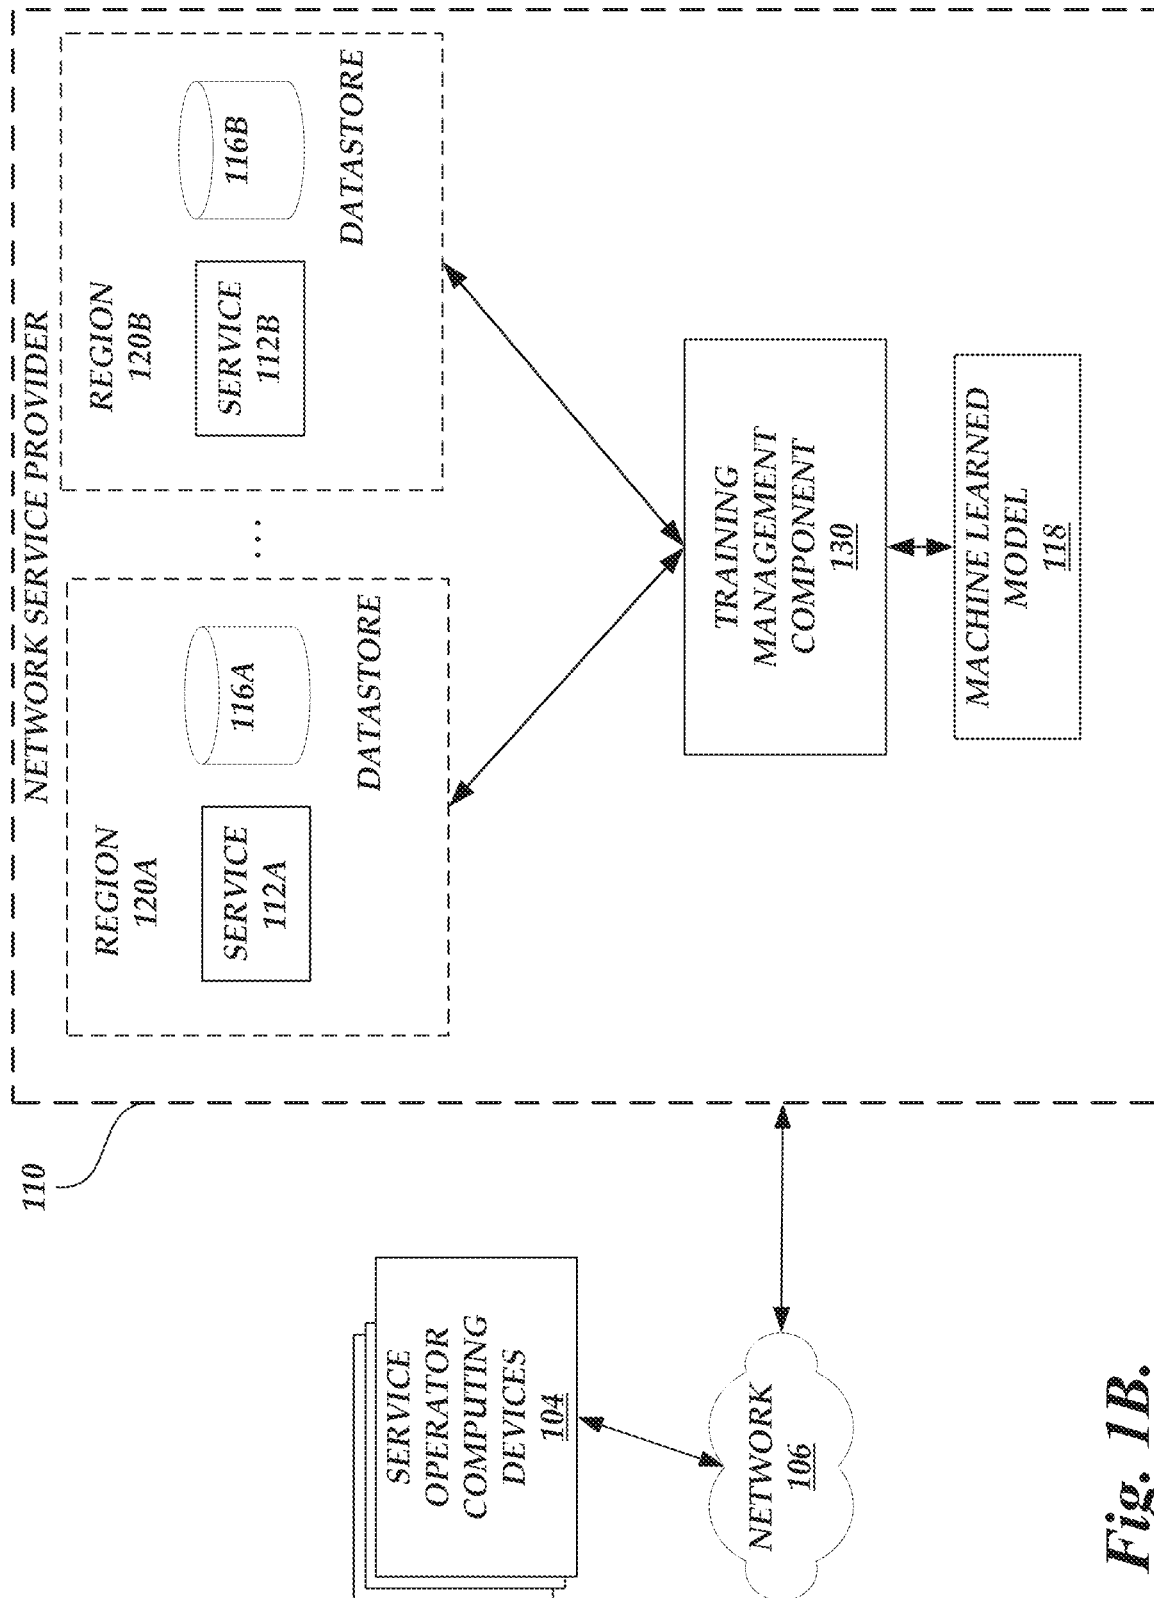 110
NETWORK SERVICE PROVIDER
SERVICE
OPERATOR
COMPUTING
DEVICES
104
NETWORK
106
REGION
120A
SERVICE
112A
116A
DATASTORE
...
REGION
120B
SERVICE
112B
116B
DATASTORE
TRAINING
MANAGEMENT
COMPONENT
130
MACHINE LEARNED
MODEL
118
Fig. 1B.